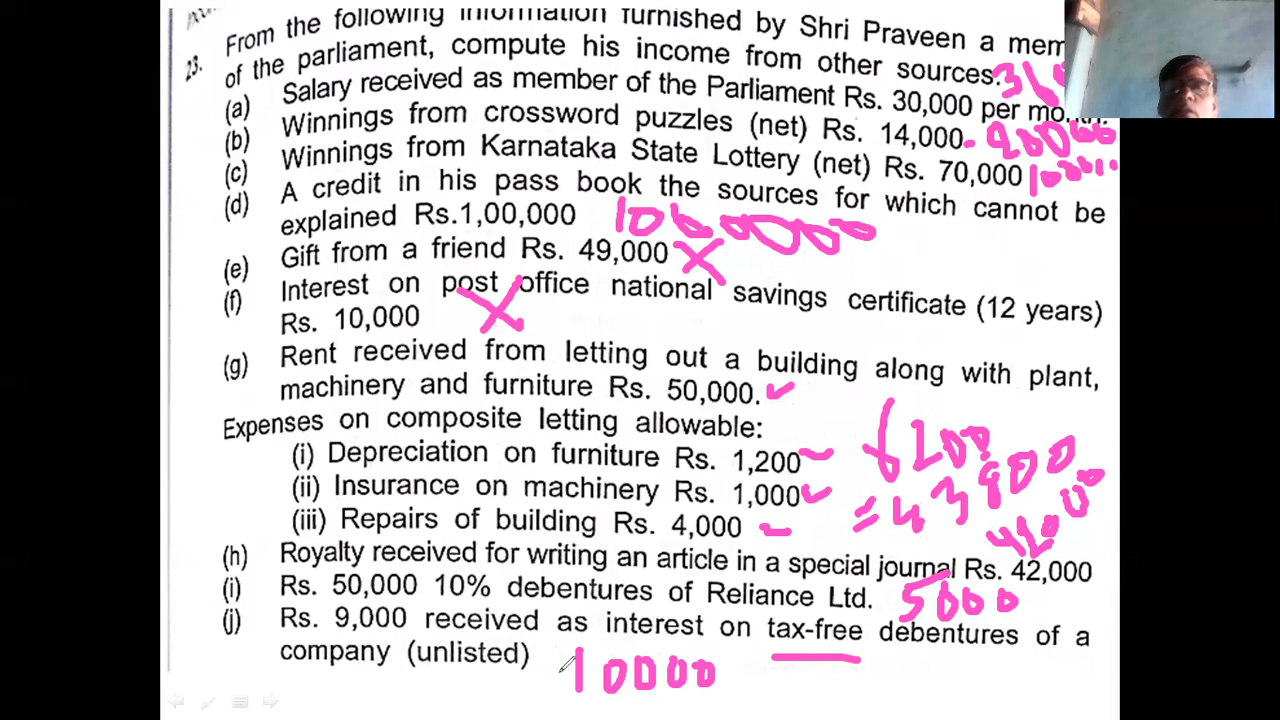 23. From the following information furnished by Shri Praveen a mem
of the parliament, compute his income from other sources.
(a) Salary received as member of the Parliament Rs. 30,000 per month.
(b) Winnings from crossword puzzles (net) Rs. 14,000 20000
(c) Winnings from Karnataka State Lottery (net) Rs. 70,000
(d) A credit in his pass book the sources for which cannot be
explained Rs.1,00,000
(e) Gift from a friend Rs. 49,000 X
(f) Interest on post office national savings certificate (12 years)
Rs. 10,000 X
(g) Rent received from letting out a building along with plant,
machinery and furniture Rs. 50,000.
Expenses on composite letting allowable:
(i) Depreciation on furniture Rs. 1,200
(ii) Insurance on machinery Rs. 1,000
(iii) Repairs of building Rs. 4,000
6200
= 43800
42000
(h) Royalty received for writing an article in a special journal Rs. 42,000
(i) Rs. 50,000 10% debentures of Reliance Ltd. 5000
(j) Rs. 9,000 received as interest on tax-free debentures of a
company (unlisted) 10000